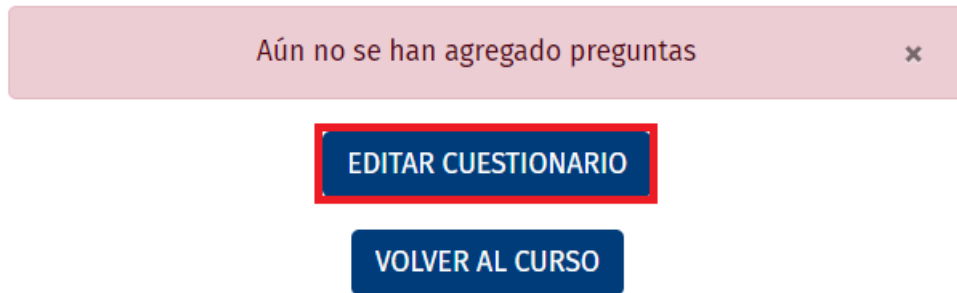 Aún no se han agregado preguntas ×
EDITAR CUESTIONARIO
VOLVER AL CURSO